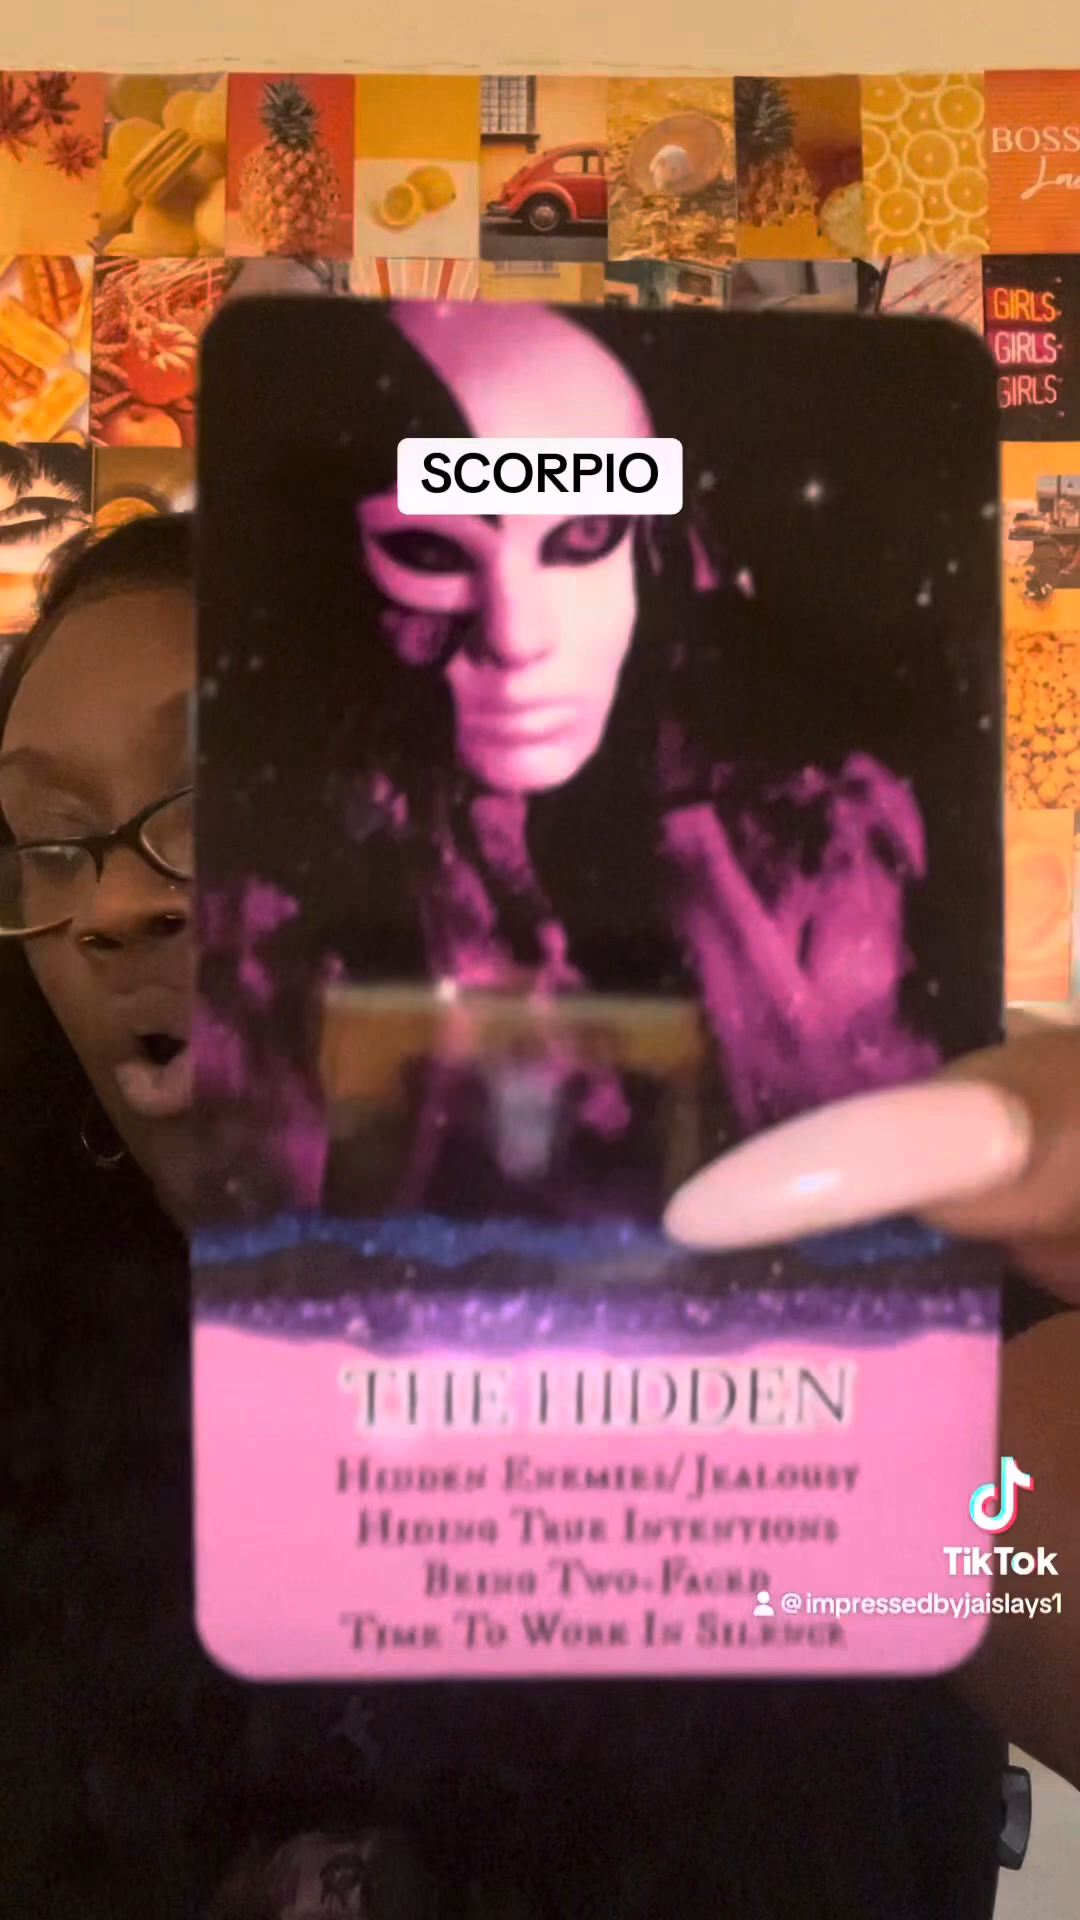 BOSS
GIRLS
GIRLS
GIRLS
SCORPIO
THE HIDDEN
HIDDEN ENEMIES/JEALOUSY
HIDING TRUE INTENTIONS
BEING TWO-FACED
TIME TO WORK IN SILENCE
TikTok
@impressedbyjaislays1